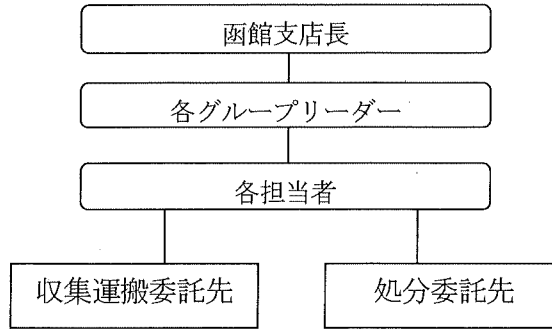 函館支店長
各グループリーダー
各担当者
収集運搬委託先
処分委託先